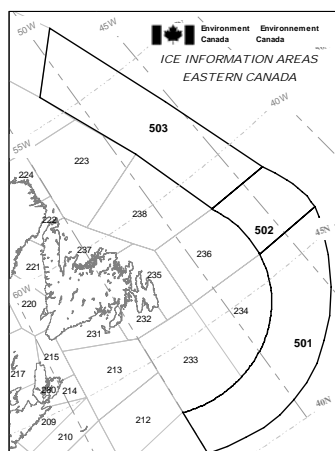 Environment Environnement
Canada Canada
ICE INFORMATION AREAS
EASTERN CANADA
50W
45W
40W
503
55W
223
40W
224
238
502
222
45N
237
236
221
235
60W
234
220
232
501
231
215
233
213
217
280
214
40N
209
212
210